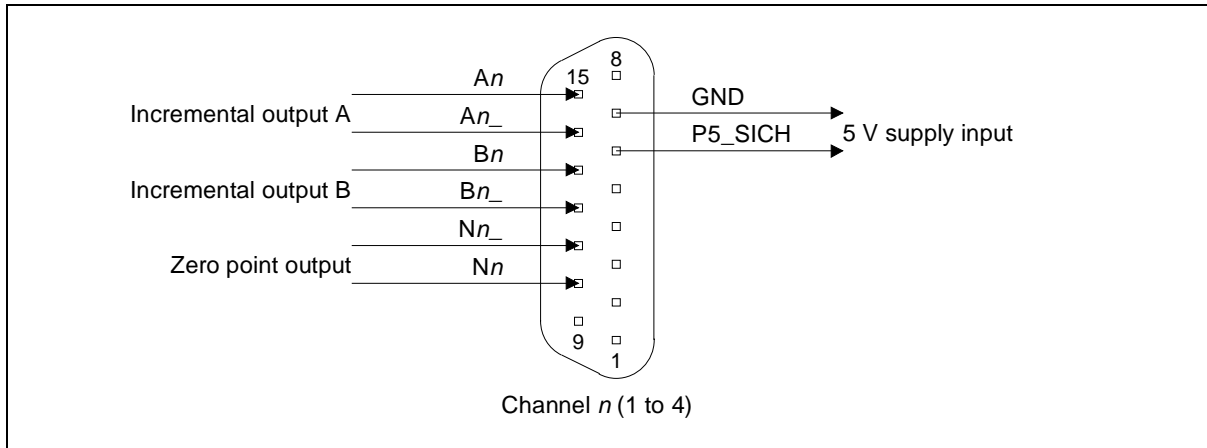 8
15
An
GND
Incremental output A
An_
P5_SICH
5 V supply input
Bn
Incremental output B
Bn_
Nn_
Zero point output
Nn
9
1
Channel n (1 to 4)